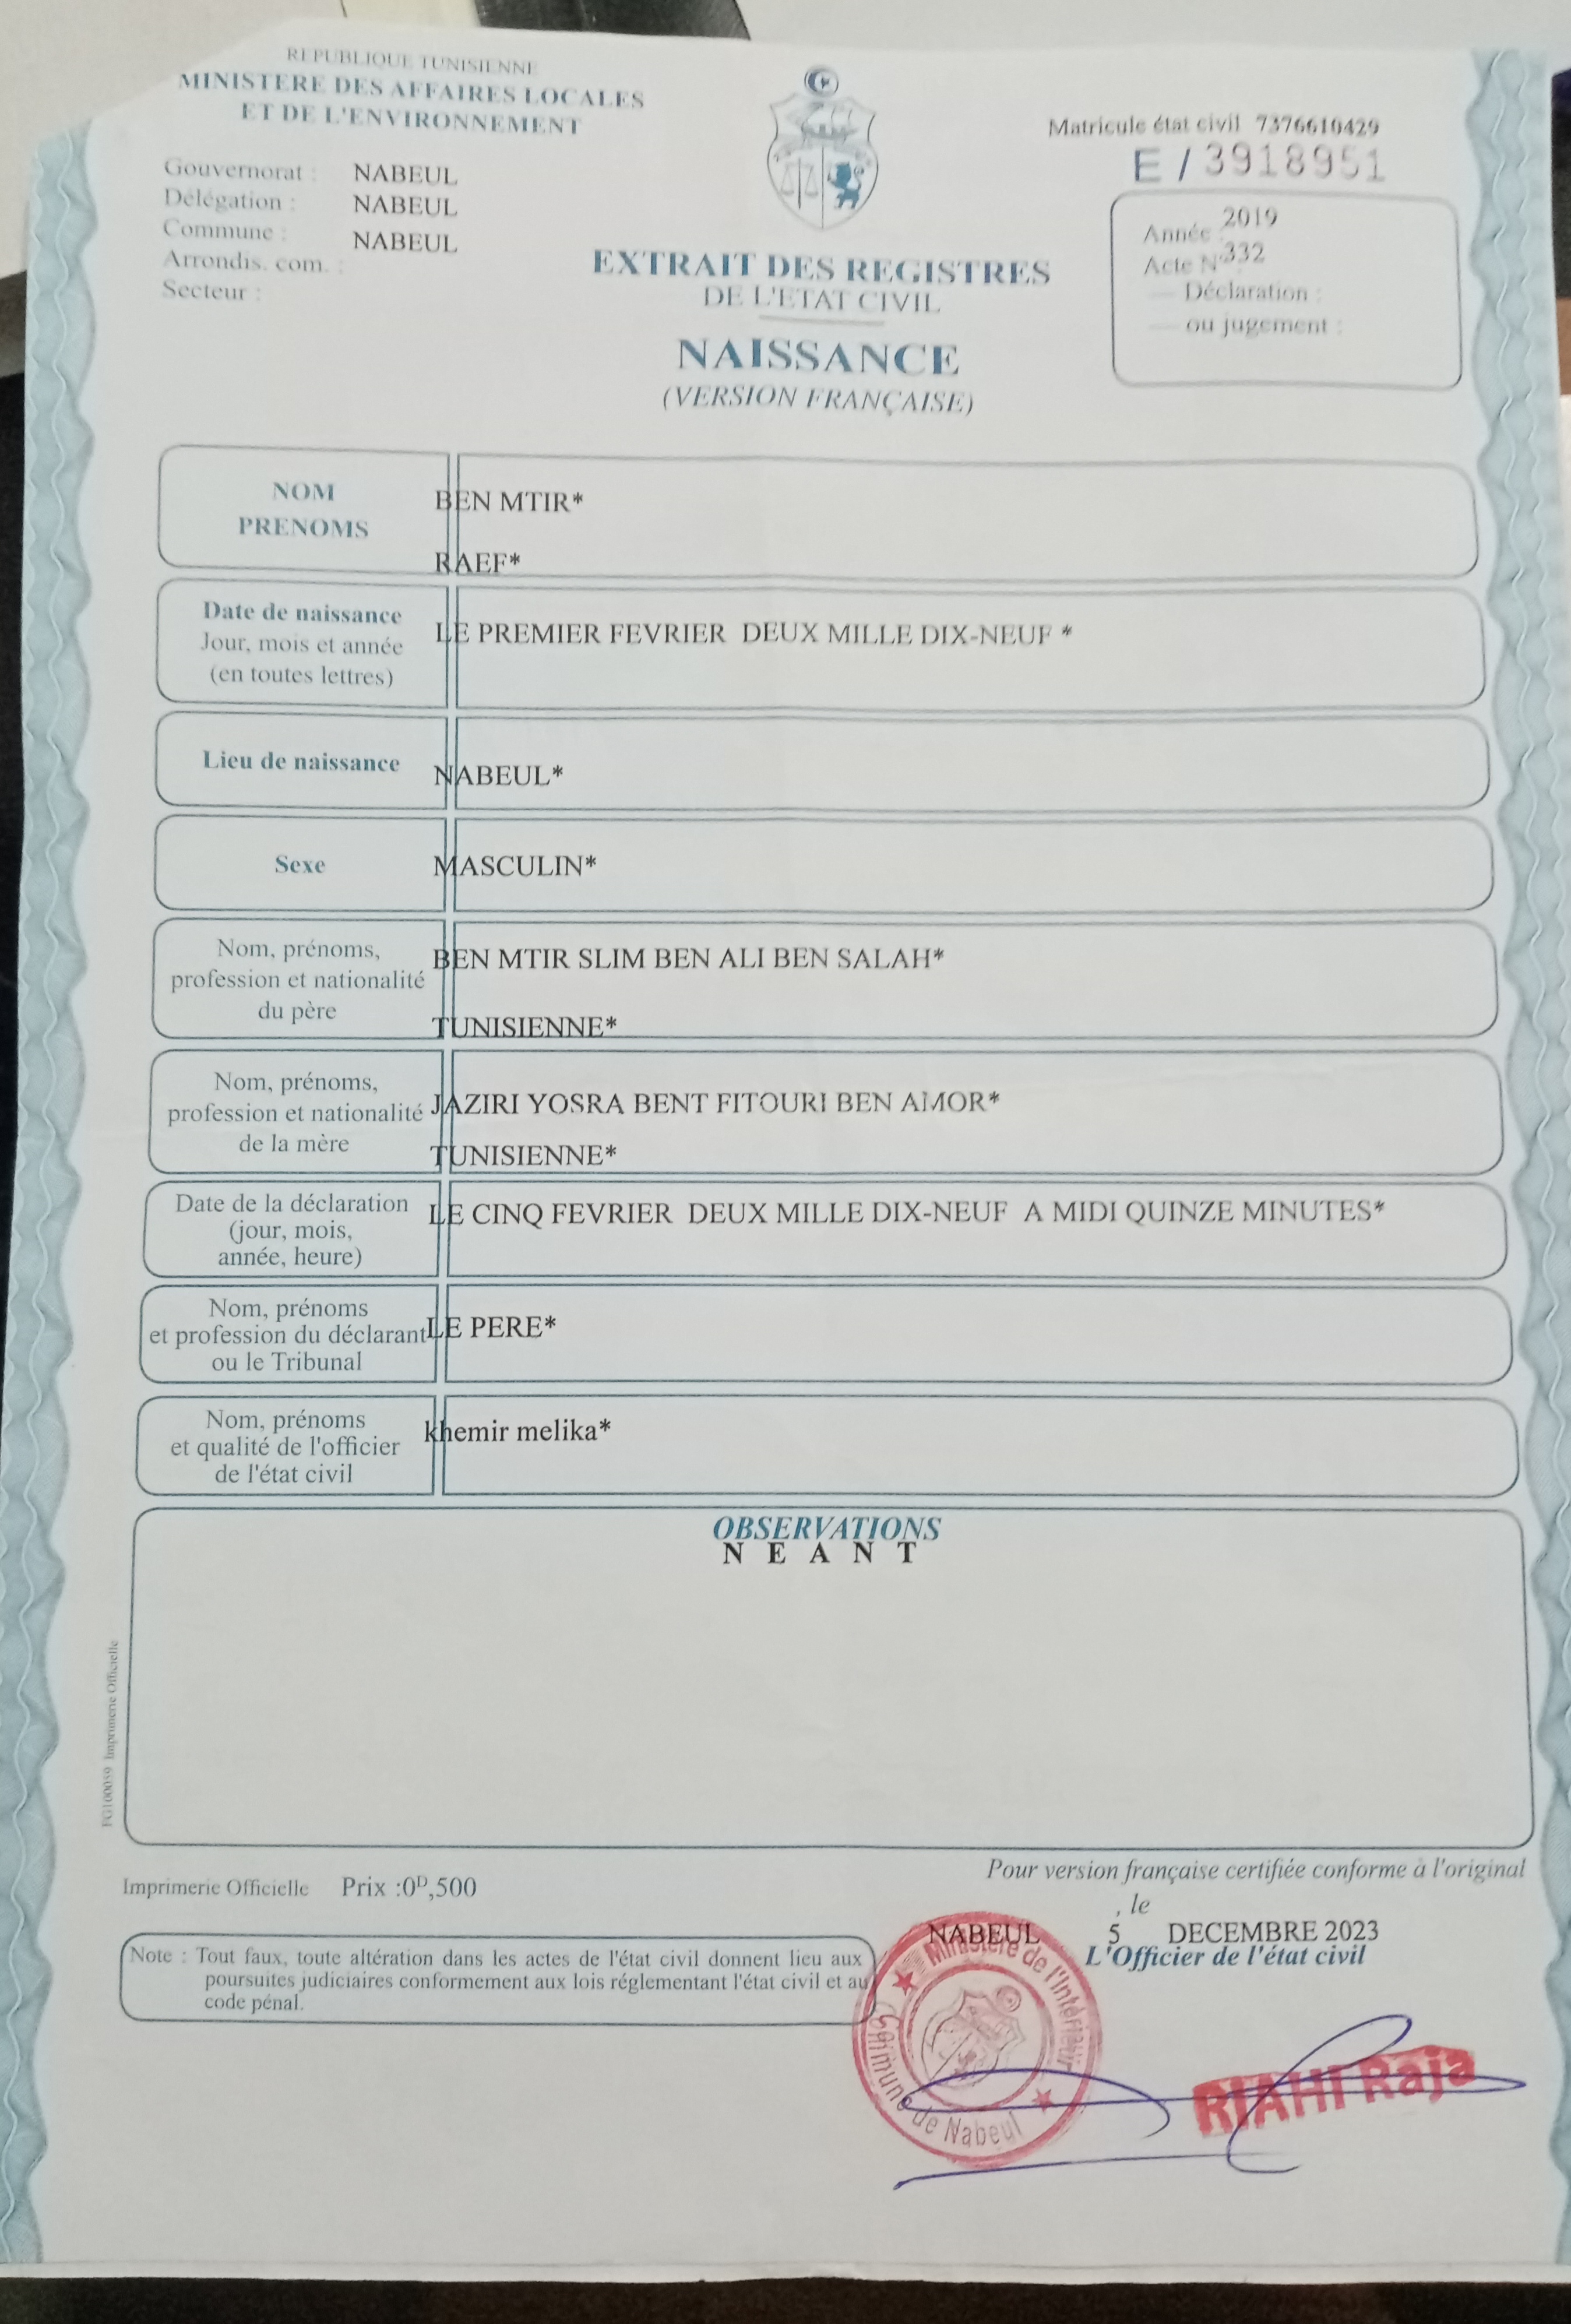 REPUBLIQUE TUNISIENNE
MINISTERE DES AFFAIRES LOCALES
ET DE L'ENVIRONNEMENT
Gouvernorat : NABEUL
Délégation : NABEUL
Commune : NABEUL
Arrondis. com. :
Secteur :
Matricule état civil 7376610429
E / 3918951
Année : 2019
Acte N° : 332
— Déclaration :
— ou jugement :
EXTRAIT DES REGISTRES
DE L'ETAT CIVIL
NAISSANCE
(VERSION FRANÇAISE)
NOM
PRENOMS
BEN MTIR*
RAEF*
Date de naissance
Jour, mois et année
(en toutes lettres)
LE PREMIER FEVRIER DEUX MILLE DIX-NEUF *
Lieu de naissance
NABEUL*
Sexe
MASCULIN*
Nom, prénoms,
profession et nationalité
du père
BEN MTIR SLIM BEN ALI BEN SALAH*
TUNISIENNE*
Nom, prénoms,
profession et nationalité
de la mère
JAZIRI YOSRA BENT FITOURI BEN AMOR*
TUNISIENNE*
Date de la déclaration
(jour, mois,
année, heure)
LE CINQ FEVRIER DEUX MILLE DIX-NEUF A MIDI QUINZE MINUTES*
Nom, prénoms
et profession du déclarant
ou le Tribunal
LE PERE*
Nom, prénoms
et qualité de l'officier
de l'état civil
khemir melika*
OBSERVATIONS
N E A N T
FG100059 Imprimerie Officielle
Imprimerie Officielle Prix :0ᴰ,500
Pour version française certifiée conforme à l'original
, le
NABEUL 5 DECEMBRE 2023
L'Officier de l'état civil
Note : Tout faux, toute altération dans les actes de l'état civil donnent lieu aux
poursuites judiciaires conformement aux lois réglementant l'état civil et au
code pénal.
Ministère de l'Intérieur
Commune de Nabeul
RIAHI Raja